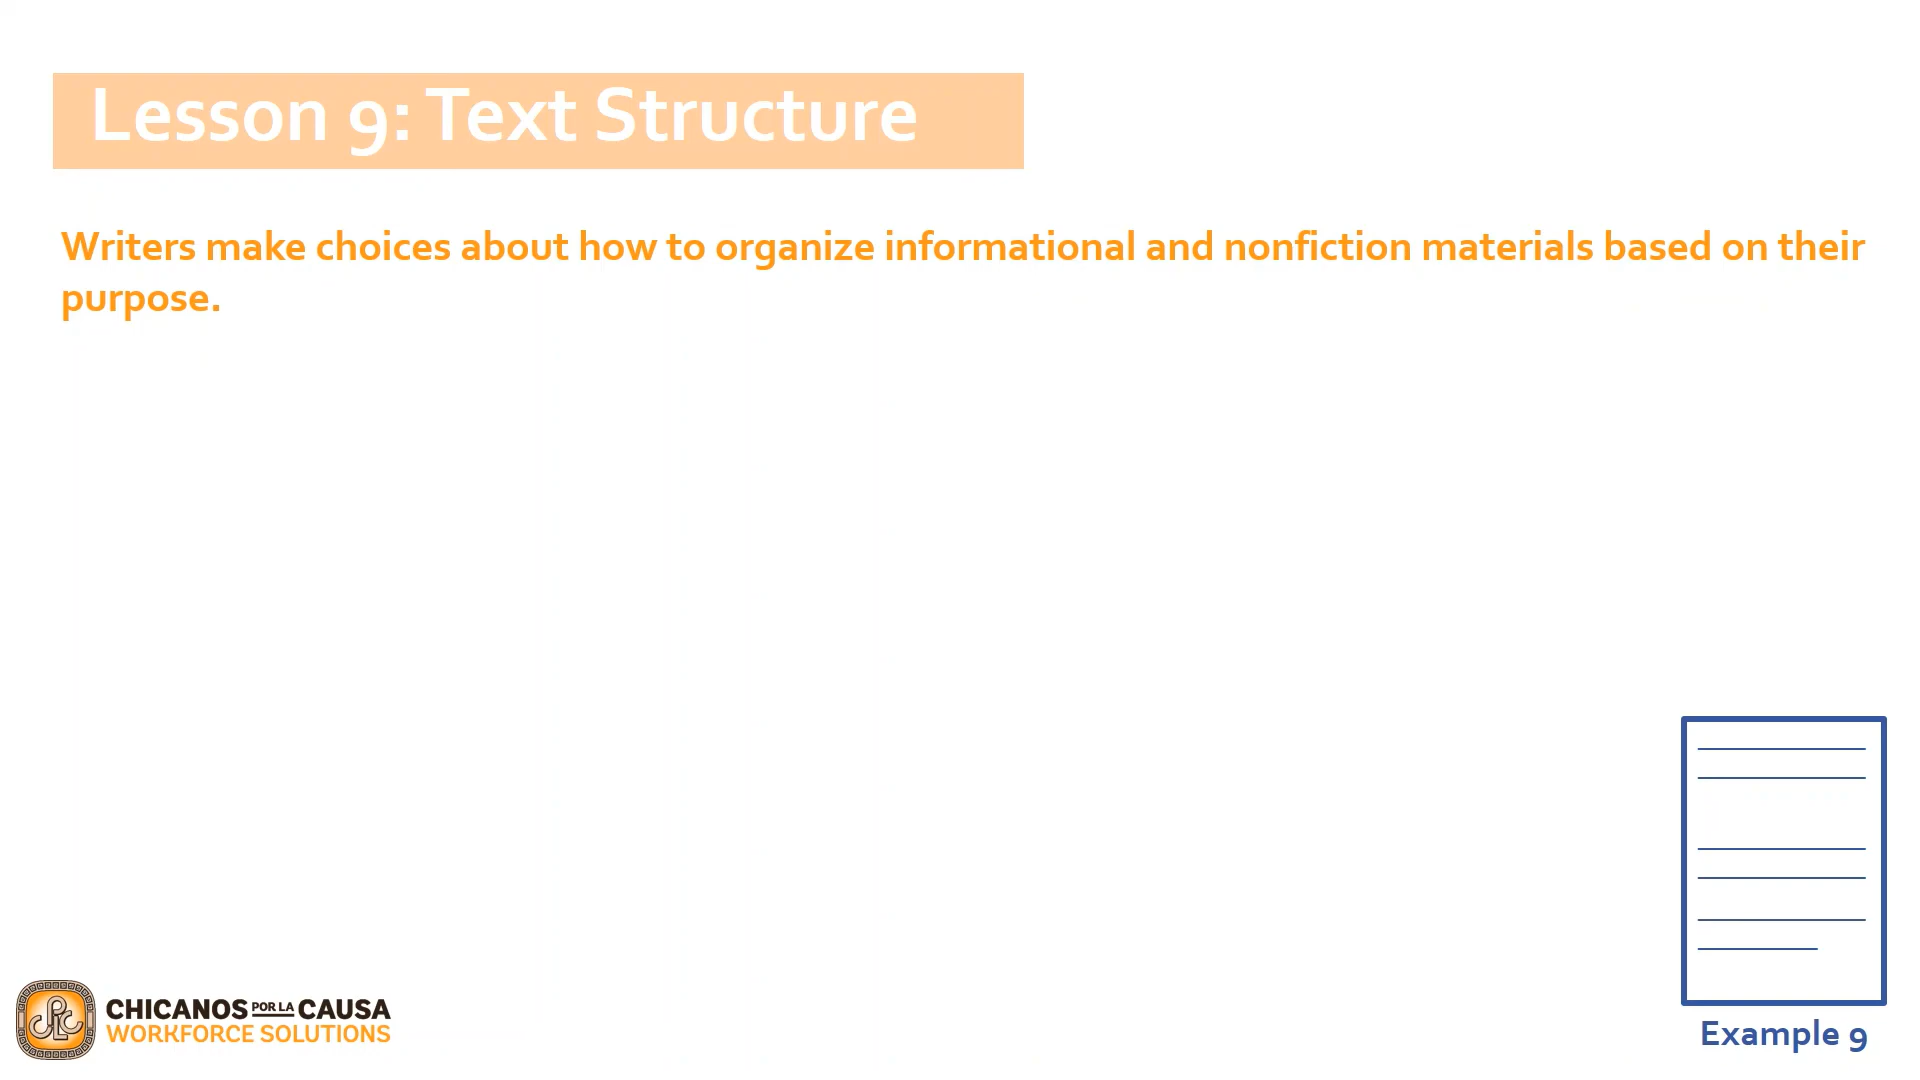 Lesson 9: Text Structure
Writers make choices about how to organize informational and nonfiction materials based on their
purpose.
CHICANOS POR LA CAUSA
WORKFORCE SOLUTIONS
Example 9